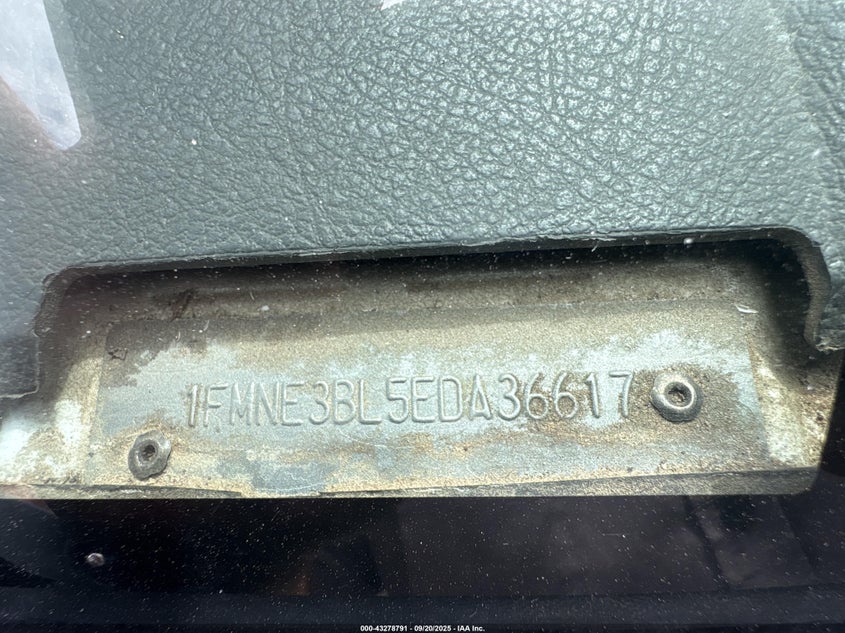 1FMNE3BL5EDA36617
000-43278791 - 09/20/2025 - IAA Inc.